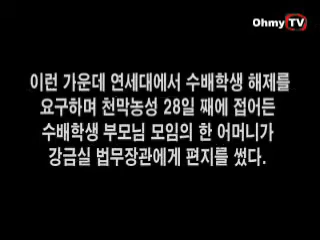 Ohmy TV
이런 가운데 연세대에서 수배학생 해제를
요구하며 천막농성 28일 째에 접어든
수배학생 부모님 모임의 한 어머니가
강금실 법무장관에게 편지를 썼다.